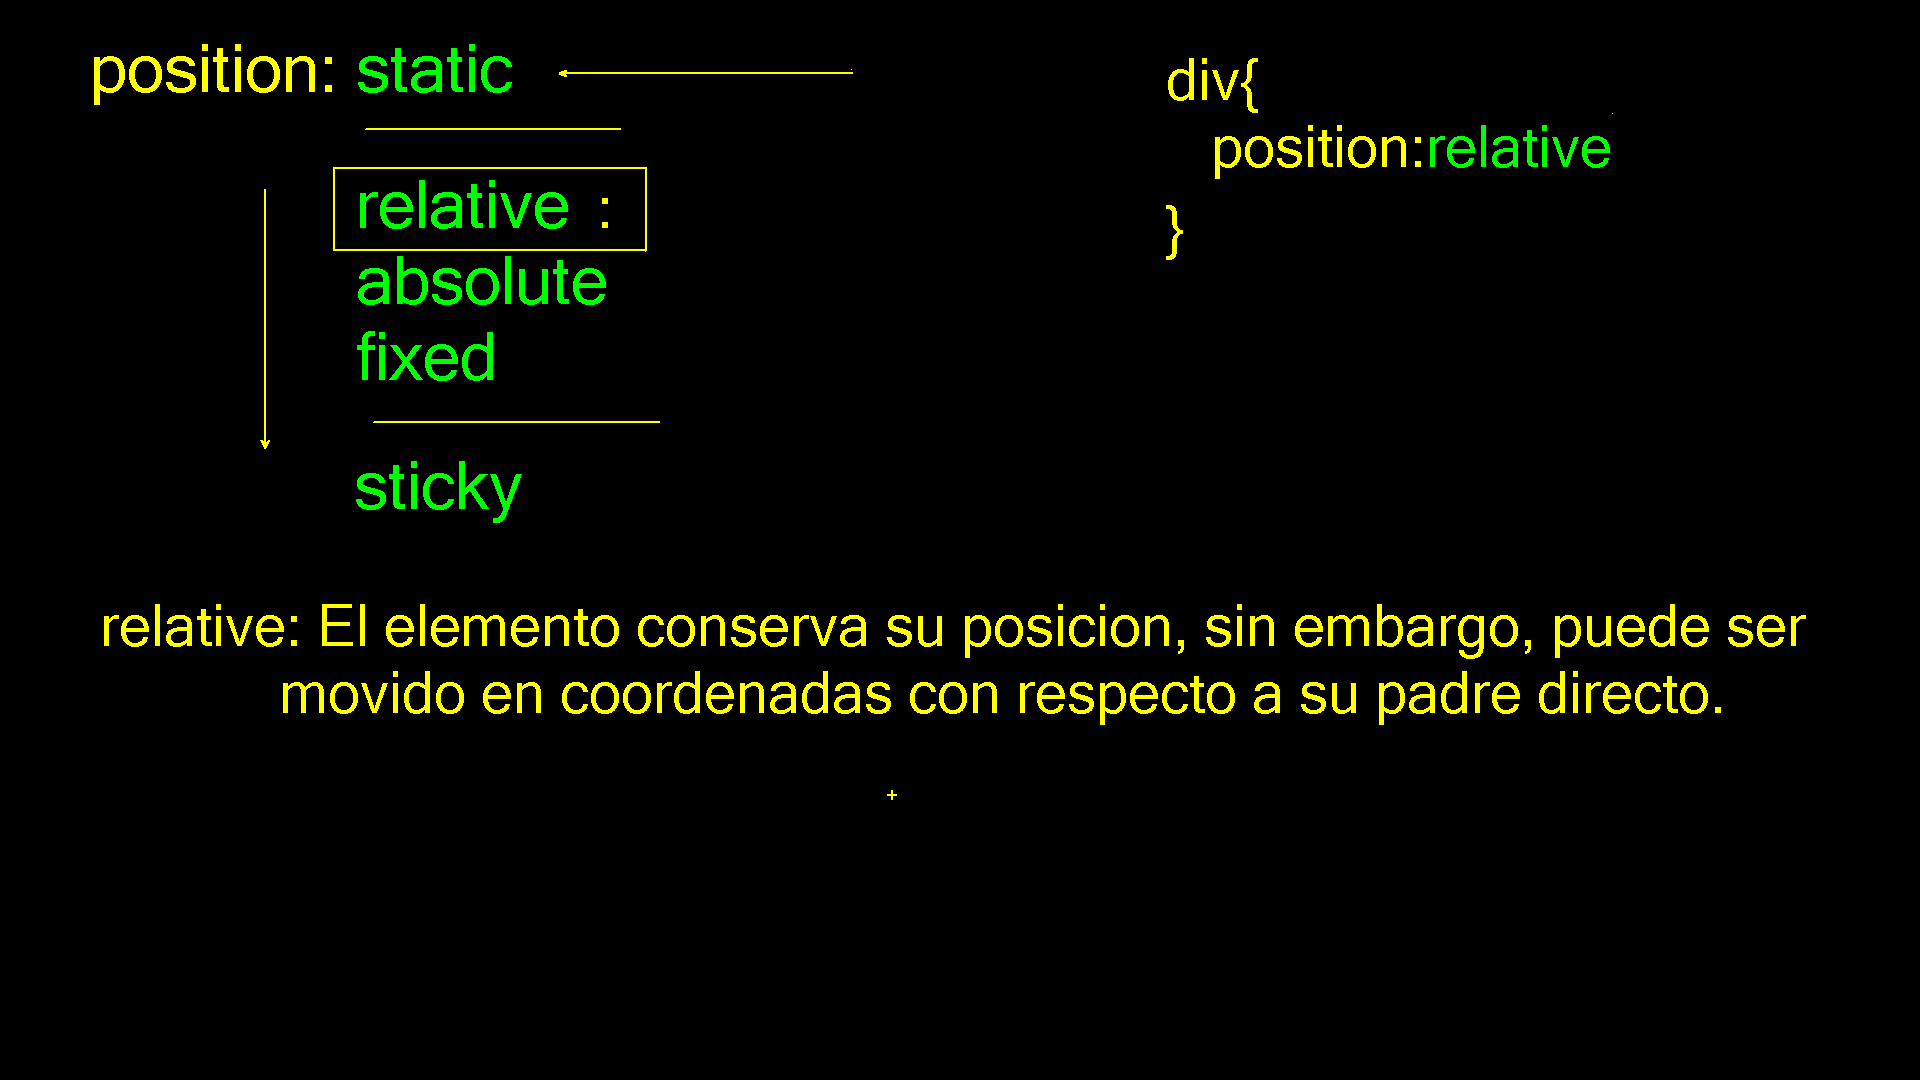 position: static
relative :
absolute
fixed
sticky
div{
position:relative
}
relative: El elemento conserva su posicion, sin embargo, puede ser
movido en coordenadas con respecto a su padre directo.